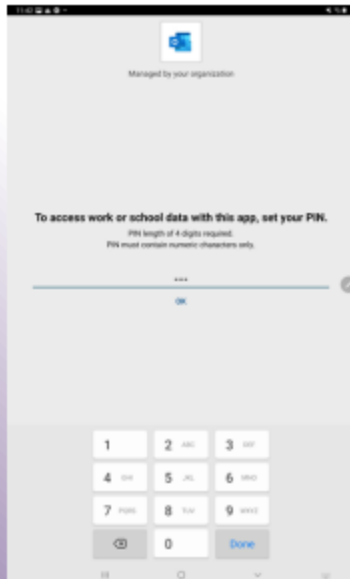 11:42
Managed by your organization
To access work or school data with this app, set your PIN.
PIN length of 4 digits required.
PIN must contain numeric characters only.
OK
1
2 ABC
3 DEF
4 GHI
5 JKL
6 MNO
7 PQRS
8 TUV
9 WXYZ
0
Done